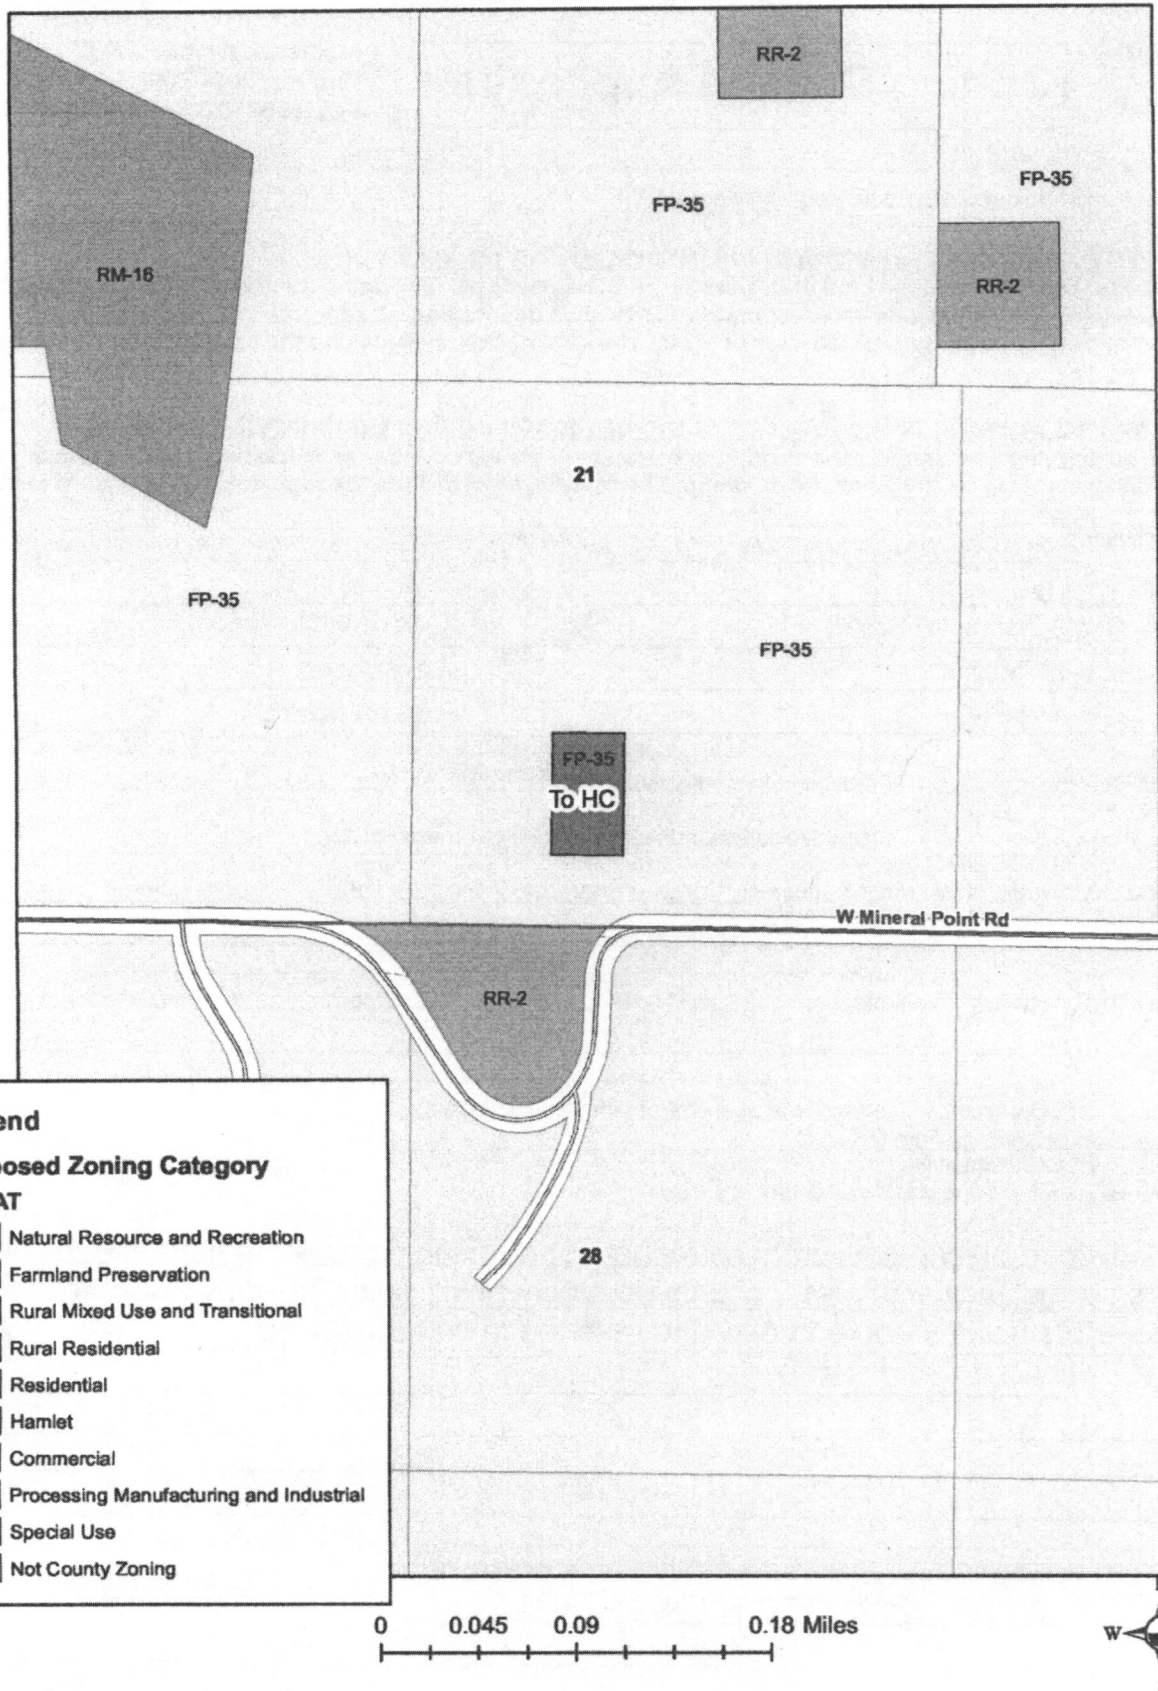 RR-2
FP-35
FP-35
RM-16
RR-2
21
FP-35
FP-35
FP-35
To HC
W Mineral Point Rd
RR-2
end
osed Zoning Category
AT
Natural Resource and Recreation
Farmland Preservation
Rural Mixed Use and Transitional
Rural Residential
Residential
Hamlet
Commercial
Processing Manufacturing and Industrial
Special Use
Not County Zoning
28
0 0.045 0.09 0.18 Miles
W